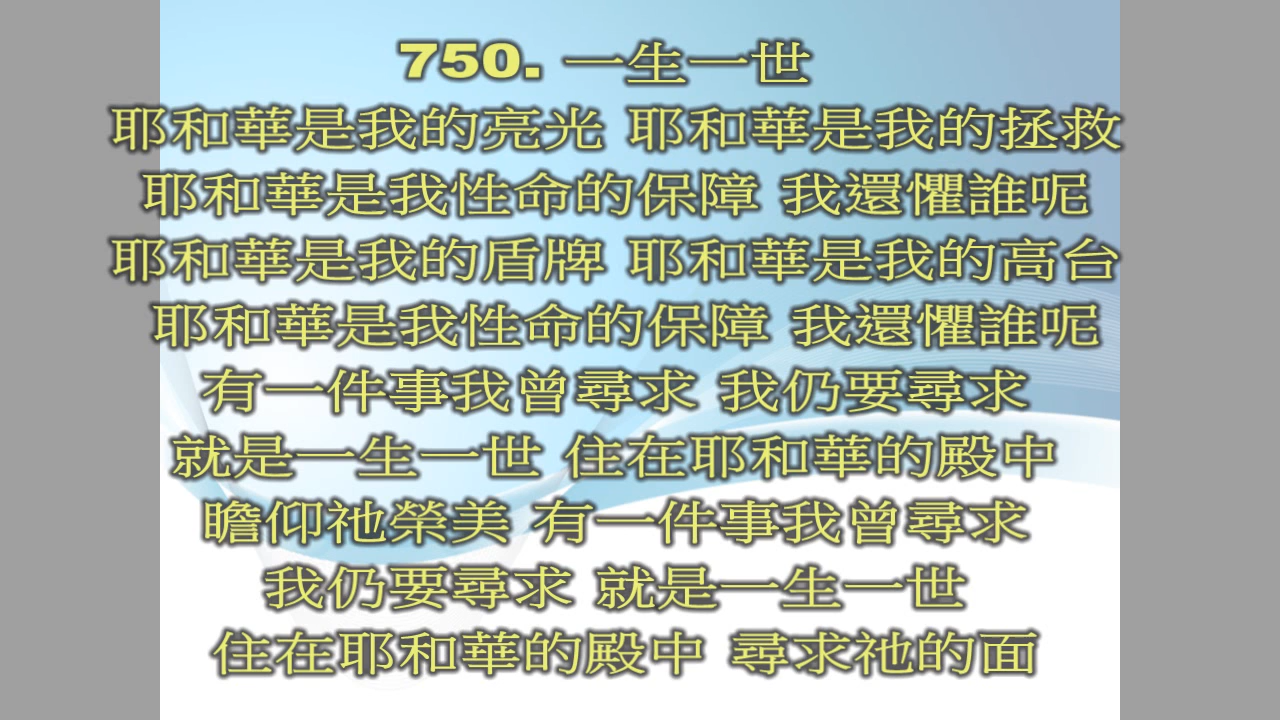 750. 一生一世
耶和華是我的亮光 耶和華是我的拯救
耶和華是我性命的保障 我還懼誰呢
耶和華是我的盾牌 耶和華是我的高台
耶和華是我性命的保障 我還懼誰呢
有一件事我曾尋求 我仍要尋求
就是一生一世 住在耶和華的殿中
瞻仰祂榮美 有一件事我曾尋求
我仍要尋求 就是一生一世
住在耶和華的殿中 尋求祂的面